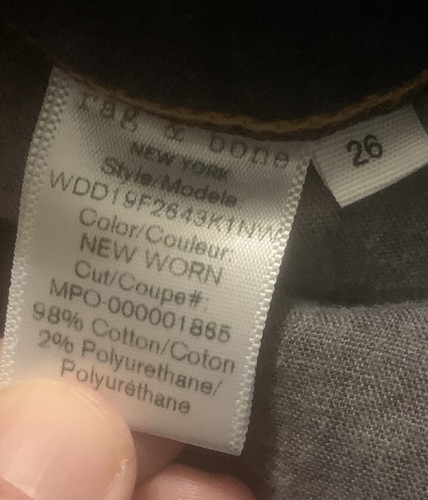 rag & bone
NEW YORK
Style/Modele:
WDD19F2643K1NW
Color/Couleur:
NEW WORN
Cut/Coupe#:
MPO-000001865
98% Cotton/Coton
2% Polyurethane/
Polyuréthane
26